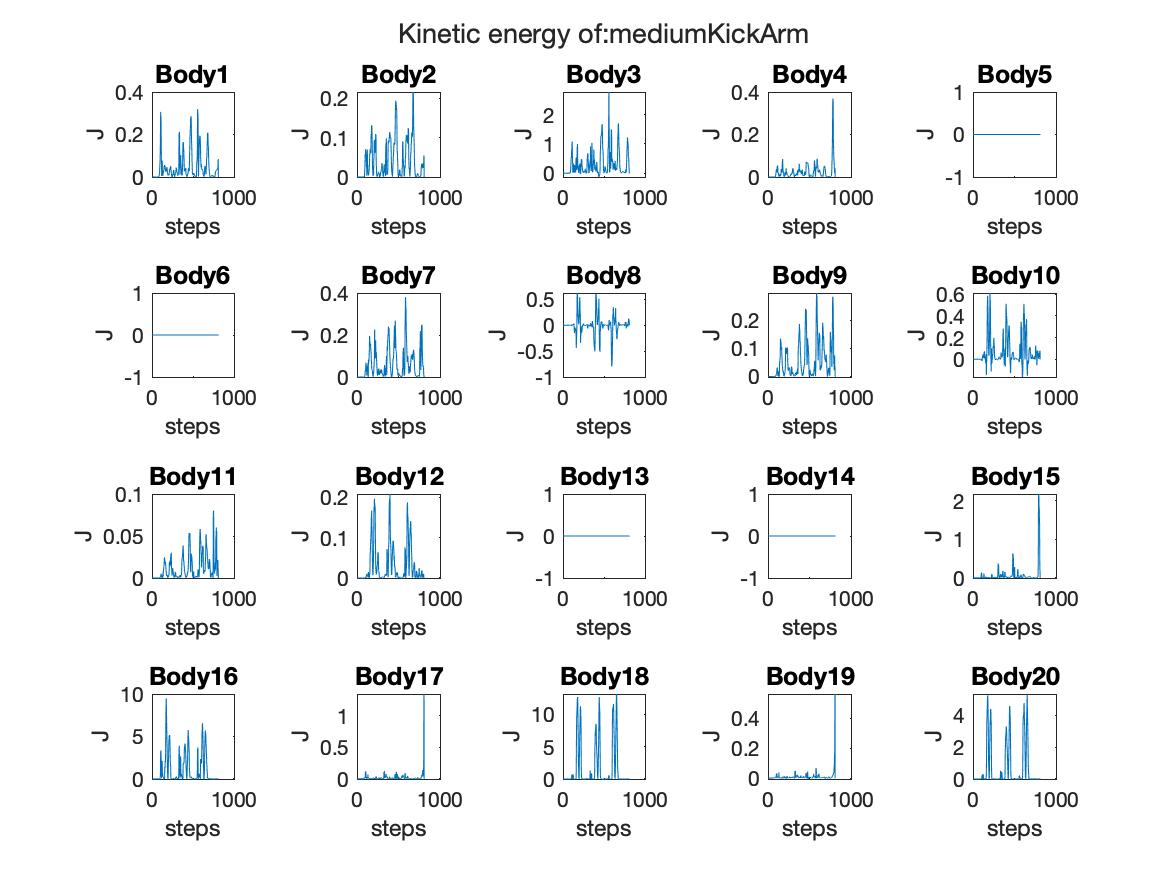 Kinetic energy of:mediumKickArm
Body1 Body2 Body3 Body4 Body5
0.4 0.2 0
J
0 1000
steps
0.2 0.1 0
J
0 1000
steps
2 1 0
J
0 1000
steps
0.4 0.2 0
J
0 1000
steps
1 0 -1
J
0 1000
steps
Body6 Body7 Body8 Body9 Body10
1 0 -1
J
0 1000
steps
0.4 0.2 0
J
0 1000
steps
0.5 0 -0.5 -1
J
0 1000
steps
0.2 0.1 0
J
0 1000
steps
0.6 0.4 0.2 0
J
0 1000
steps
Body11 Body12 Body13 Body14 Body15
0.1 0.05 0
J
0 1000
steps
0.2 0.1 0
J
0 1000
steps
1 0 -1
J
0 1000
steps
1 0 -1
J
0 1000
steps
2 1 0
J
0 1000
steps
Body16 Body17 Body18 Body19 Body20
10 5 0
J
0 1000
steps
1 0.5 0
J
0 1000
steps
10 5 0
J
0 1000
steps
0.4 0.2 0
J
0 1000
steps
4 2 0
J
0 1000
steps